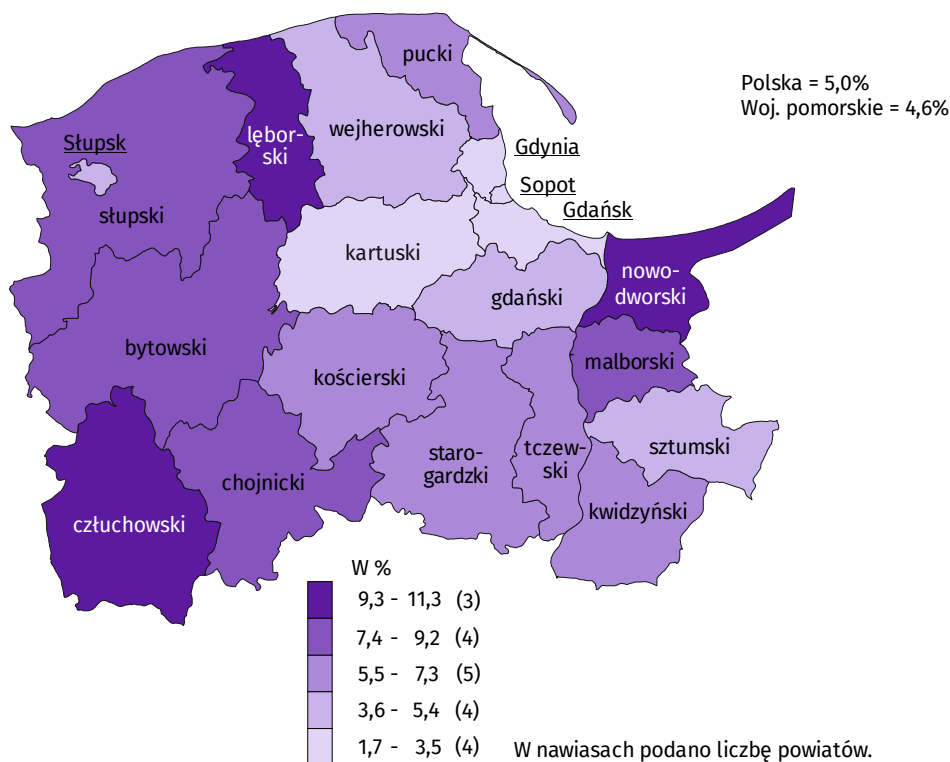 pucki
Polska = 5,0%
Woj. pomorskie = 4,6%
lębor-
ski
wejherowski
Słupsk
Gdynia
Sopot
Gdańsk
słupski
kartuski
nowo-
dworski
gdański
bytowski
kościerski
malborski
sztumski
staro-
gardzki
tczew-
ski
chojnicki
kwidzyński
człuchowski
W %
9,3 - 11,3 (3)
7,4 - 9,2 (4)
5,5 - 7,3 (5)
3,6 - 5,4 (4)
1,7 - 3,5 (4)
W nawiasach podano liczbę powiatów.